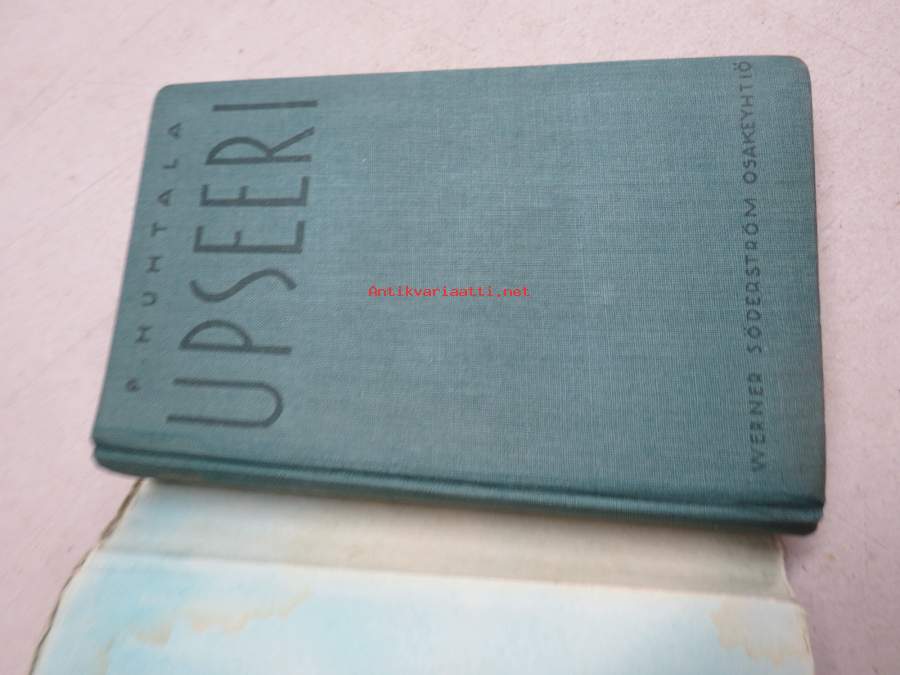 P. HUHTALA
UPSEERI
WERNER SÖDERSTRÖM OSAKEYHTIÖ
Antikvariaatti.net